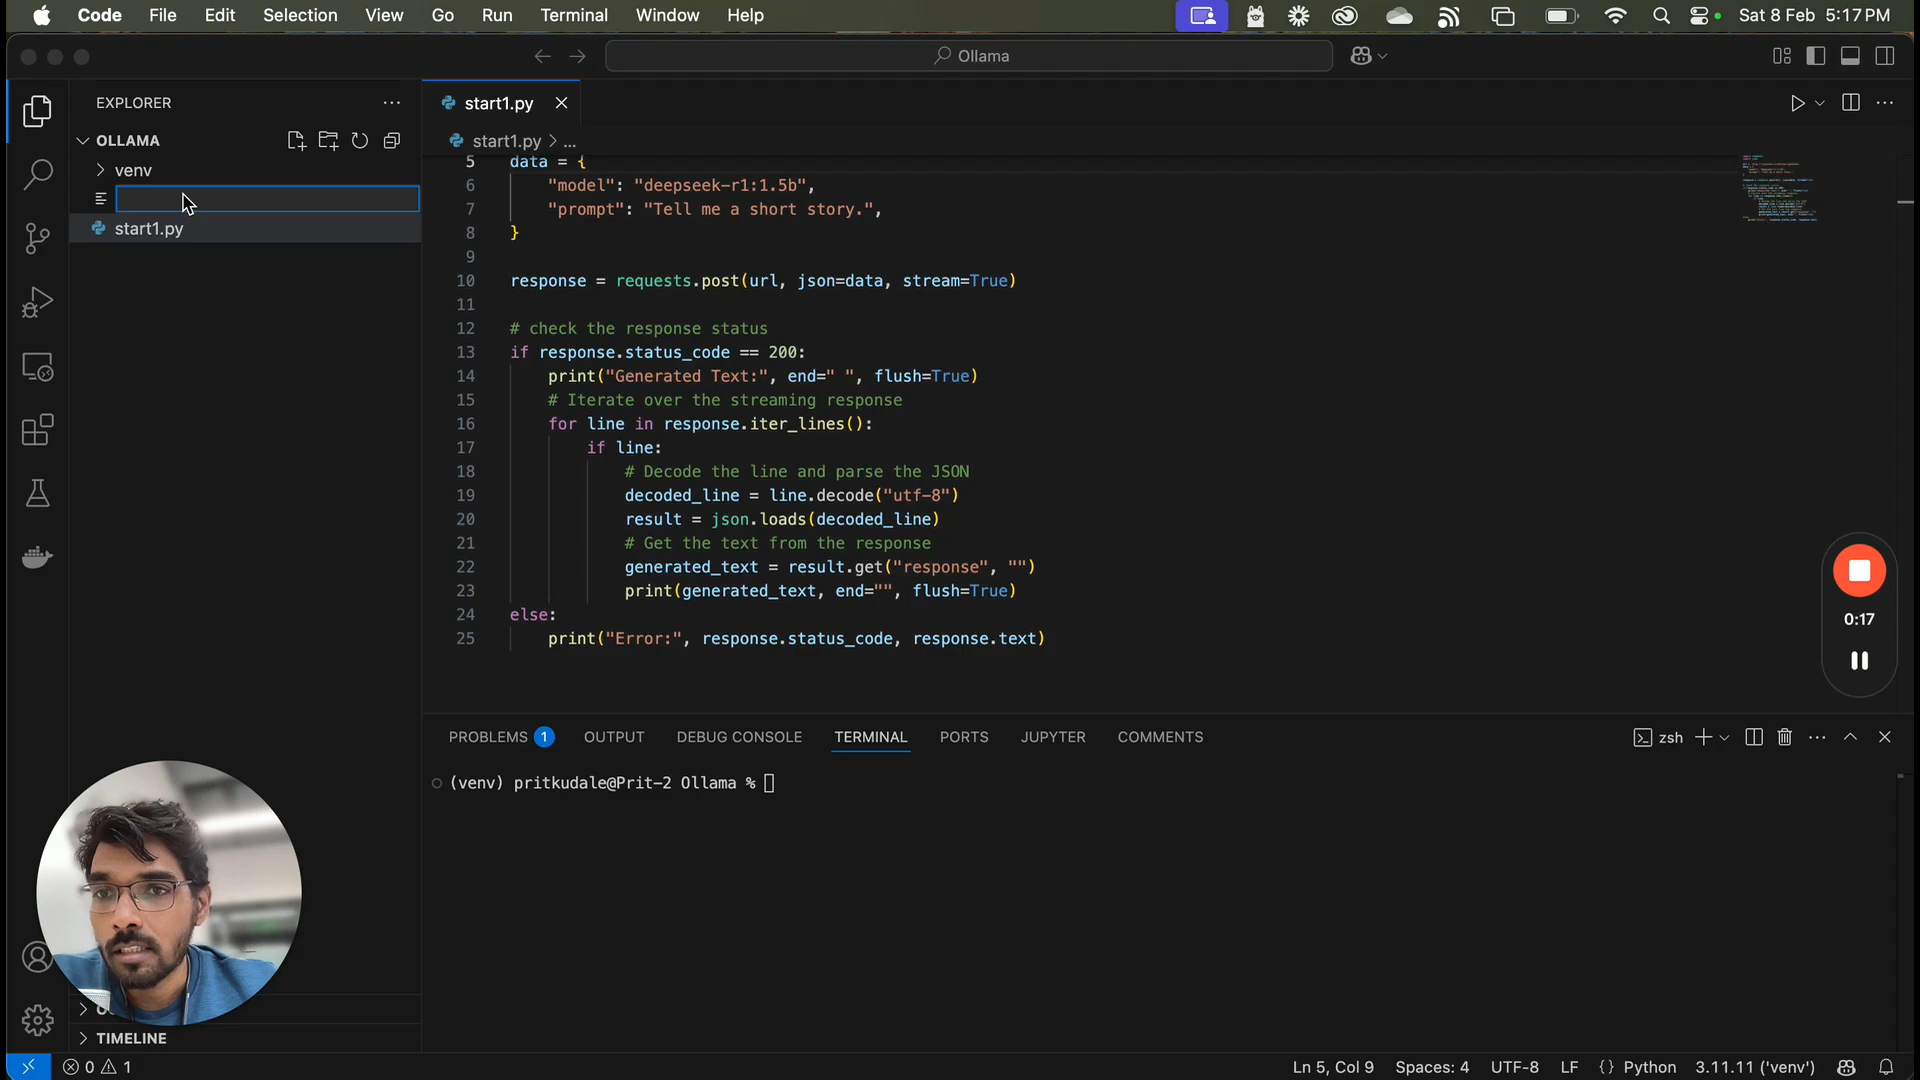 Code File Edit Selection View Go Run Terminal Window Help Sat 8 Feb 5:17 PM
Ollama
EXPLORER
start1.py
OLLAMA
start1.py > ...
venv
start1.py
5 data = {
6 "model": "deepseek-r1:1.5b",
7 "prompt": "Tell me a short story.",
8 }
9
10 response = requests.post(url, json=data, stream=True)
11
12 # check the response status
13 if response.status_code == 200:
14 print("Generated Text:", end=" ", flush=True)
15 # Iterate over the streaming response
16 for line in response.iter_lines():
17 if line:
18 # Decode the line and parse the JSON
19 decoded_line = line.decode("utf-8")
20 result = json.loads(decoded_line)
21 # Get the text from the response
22 generated_text = result.get("response", "")
23 print(generated_text, end="", flush=True)
24 else:
25 print("Error:", response.status_code, response.text)
0:17
PROBLEMS 1 OUTPUT DEBUG CONSOLE TERMINAL PORTS JUPYTER COMMENTS zsh
(venv) pritkudale@Prit-2 Ollama %
TIMELINE
0 1 Ln 5, Col 9 Spaces: 4 UTF-8 LF {} Python 3.11.11 ('venv')